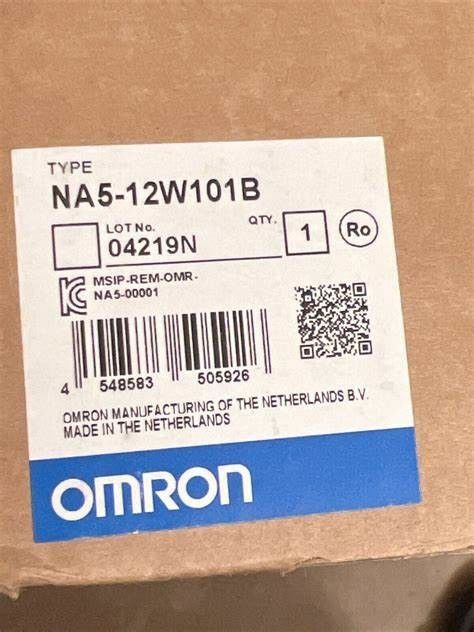 TYPE
NA5-12W101B
LOT No. QTY.
04219N 1 Ro
MSIP-REM-OMR-
NA5-00001
4 548583 505926
OMRON MANUFACTURING OF THE NETHERLANDS B.V.
MADE IN THE NETHERLANDS
OMRON